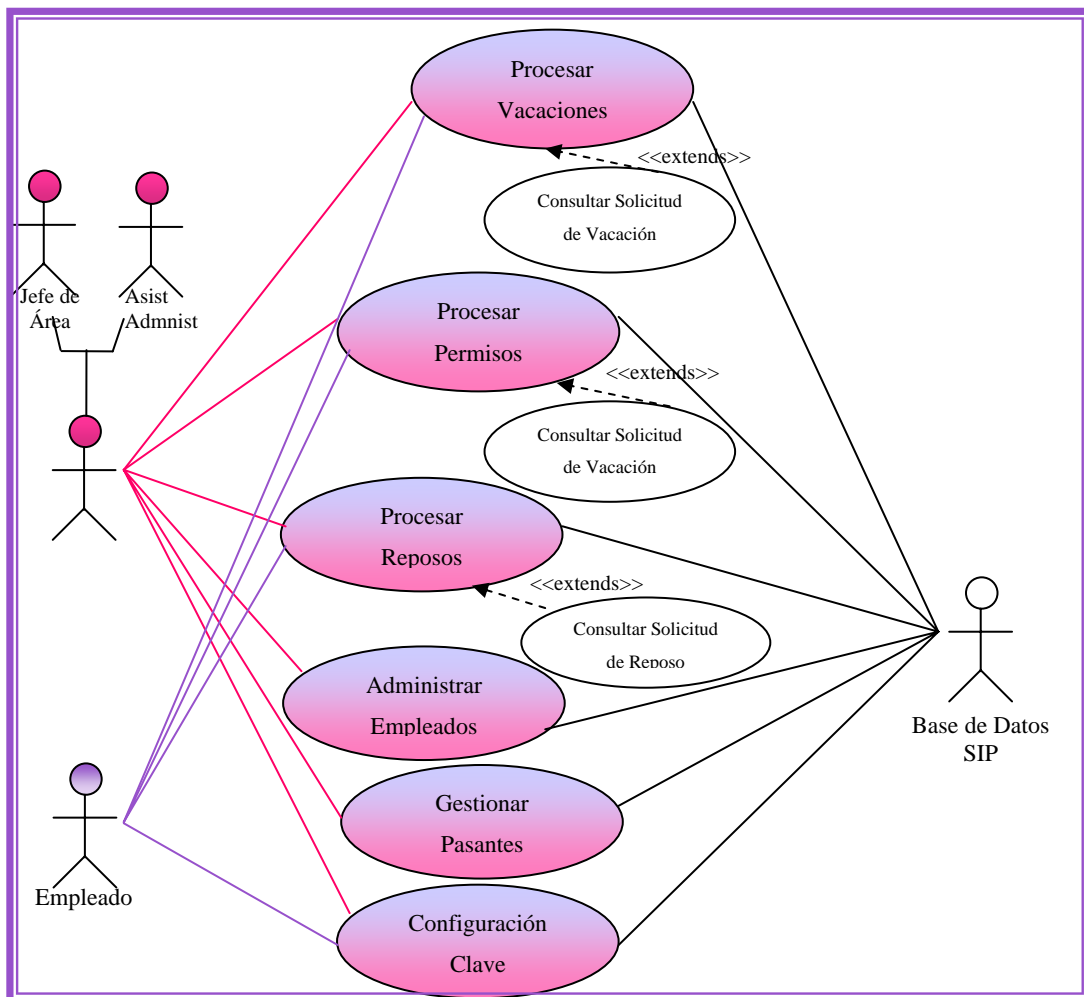 Procesar
Vacaciones
<<extends>>
Consultar Solicitud
de Vacación
Jefe de
Área
Asist
Admnist
Procesar
Permisos
<<extends>>
Consultar Solicitud
de Vacación
Procesar
Reposos
<<extends>>
Consultar Solicitud
de Reposo
Administrar
Empleados
Base de Datos
SIP
Gestionar
Pasantes
Empleado
Configuración
Clave